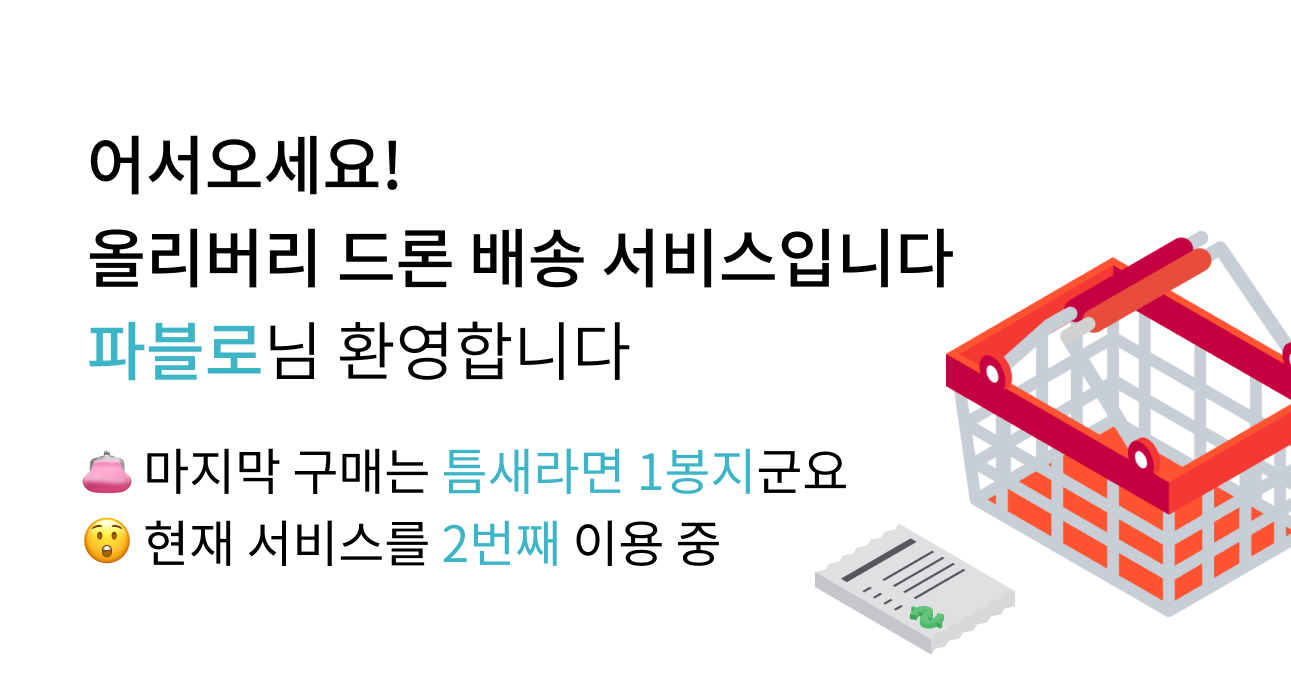 어서오세요!
올리버리 드론 배송 서비스입니다
파블로님 환영합니다
마지막 구매는 틈새라면 1봉지군요
현재 서비스를 2번째 이용 중